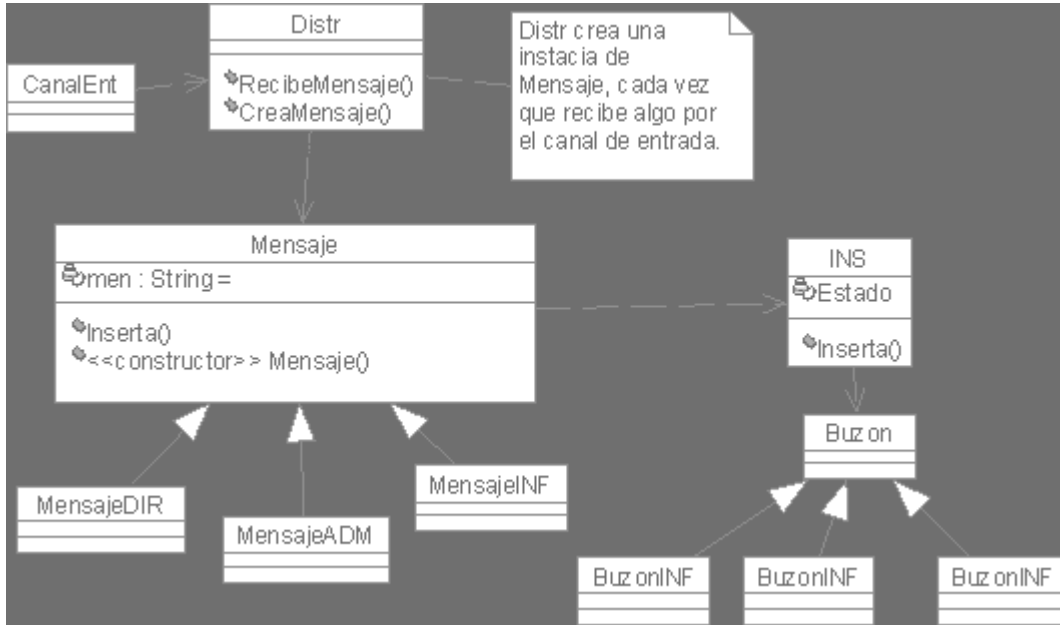 Distr
RecibeMensaje()
CreaMensaje()
CanalEnt
Distr crea una
instacia de
Mensaje, cada vez
que recibe algo por
el canal de entrada.
Mensaje
men : String =
Inserta()
<<constructor>> Mensaje()
INS
Estado
Inserta()
Buzon
MensajeDIR
MensajeADM
MensajeINF
BuzonINF
BuzonINF
BuzonINF